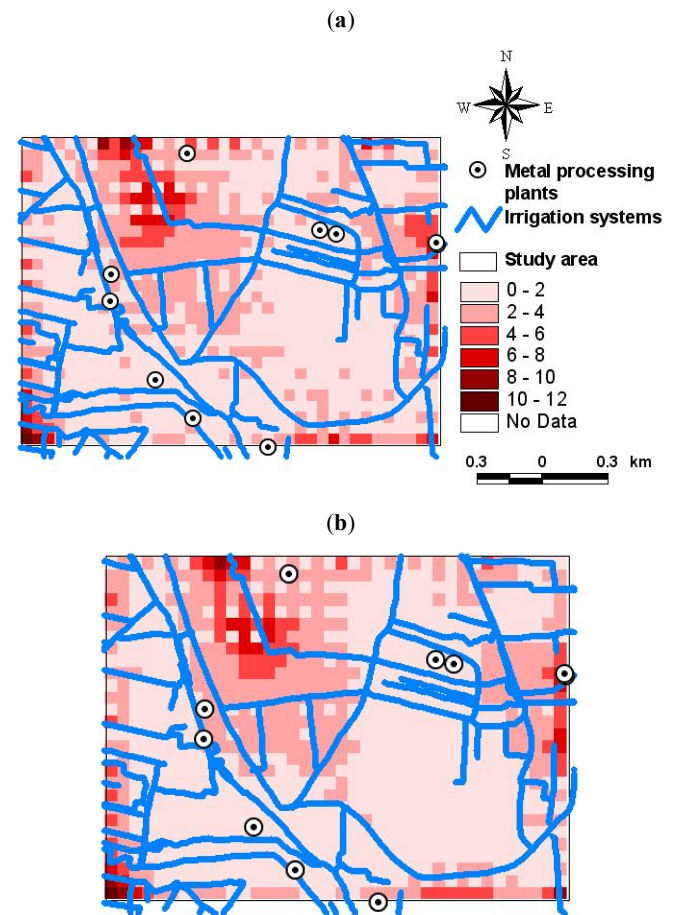 (a)
N
W E
S
Metal processing
plants
Irrigation systems
Study area
0 - 2
2 - 4
4 - 6
6 - 8
8 - 10
10 - 12
No Data
0.3 0 0.3 km
(b)